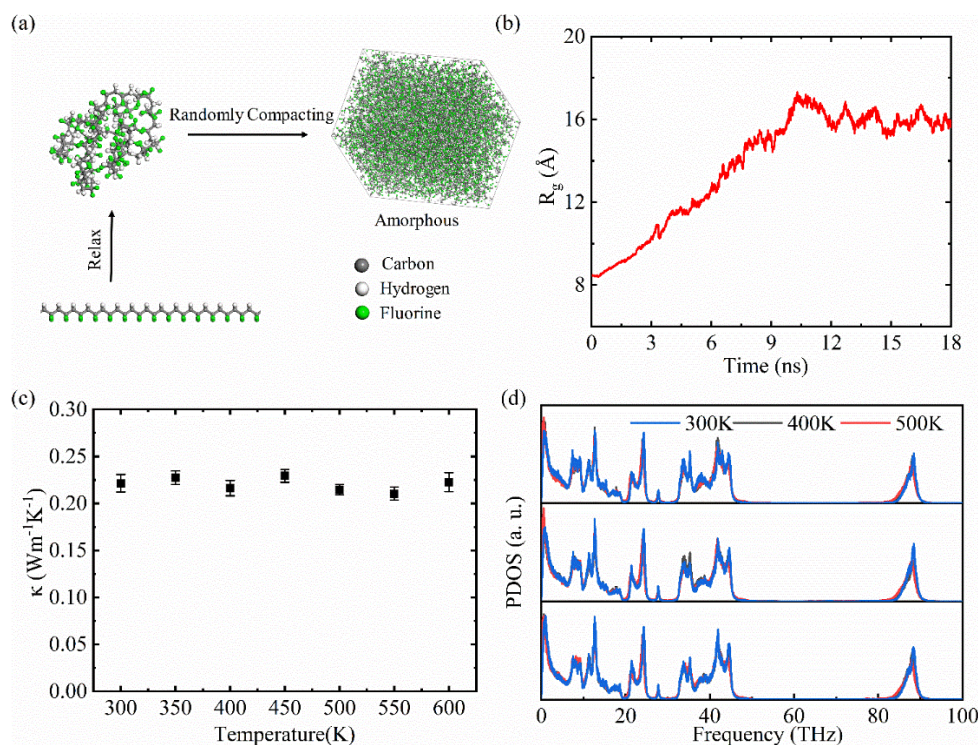 (a)
Randomly Compacting
Amorphous
Relax
Carbon
Hydrogen
Fluorine
(b)
20
16
12
8
Rg (Å)
0 3 6 9 12 15 18
Time (ns)
(c)
0.30
0.25
0.20
0.15
0.10
0.05
0.00
κ (Wm⁻¹K⁻¹)
300 350 400 450 500 550 600
Temperature(K)
(d)
300K 400K 500K
PDOS (a. u.)
0 20 40 60 80 100
Frequency (THz)